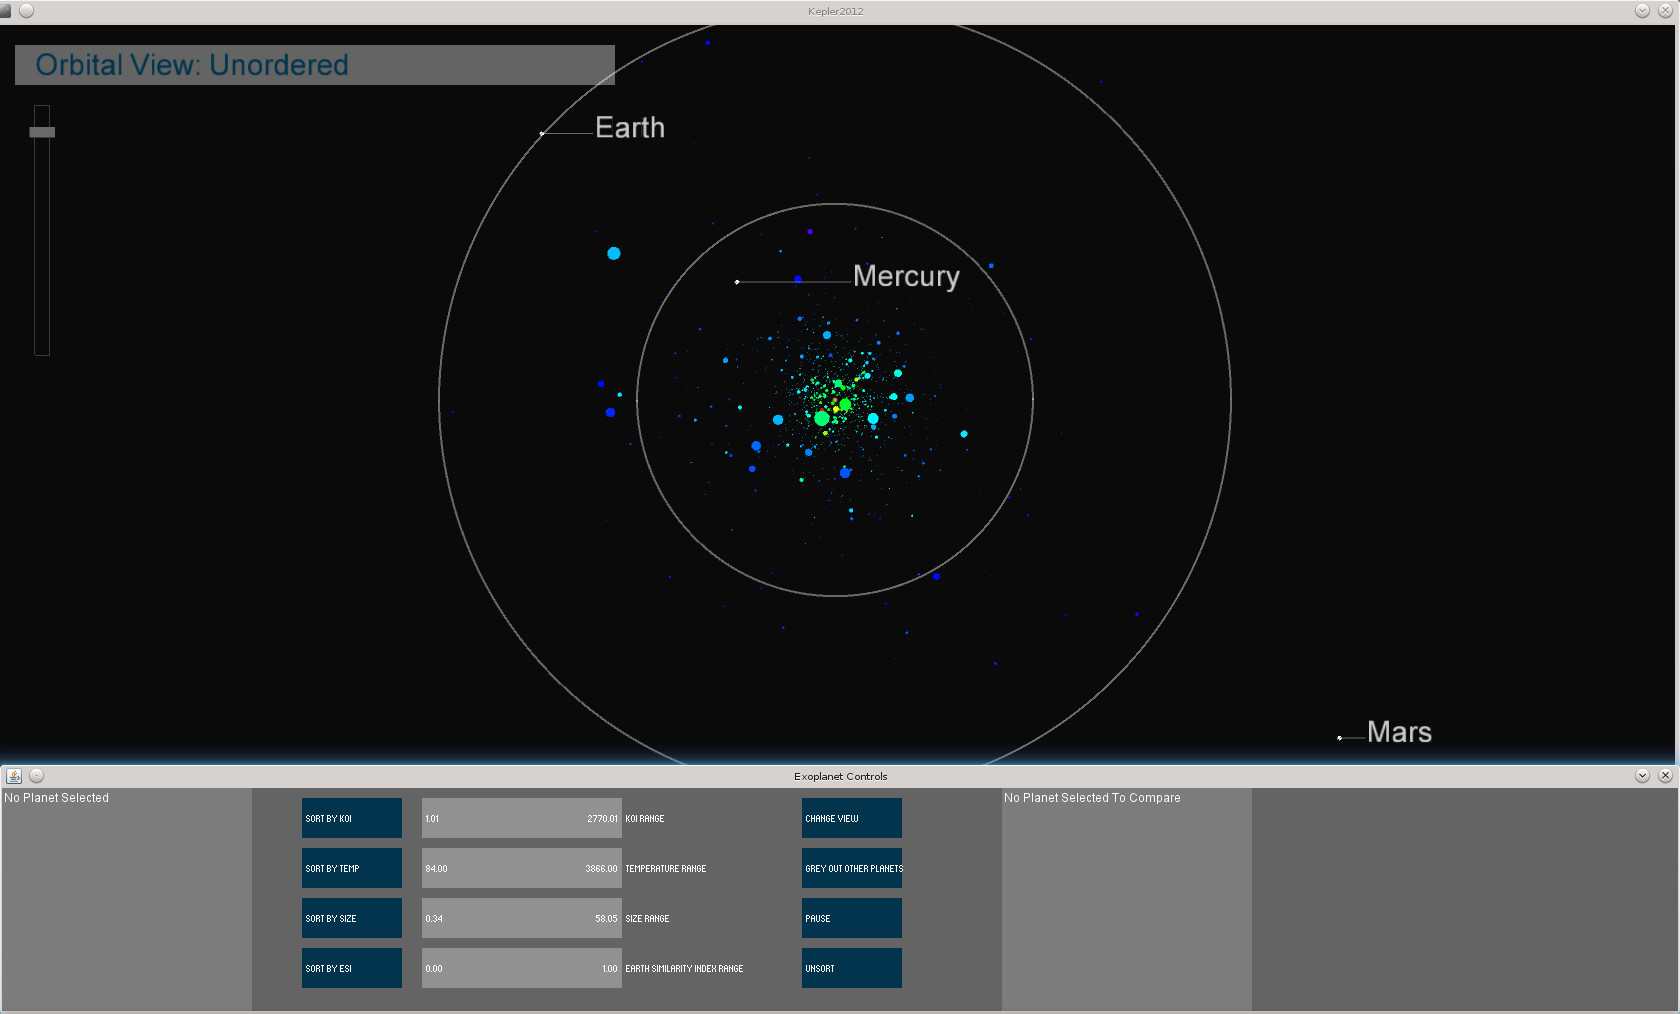 Kepler2012
Orbital View: Unordered
Earth
Mercury
Mars
Exoplanet Controls
No Planet Selected
SORT BY KOI
1.01 2770.01 KOI RANGE
CHANGE VIEW
No Planet Selected To Compare
SORT BY TEMP
84.00 3866.00 TEMPERATURE RANGE
GREY OUT OTHER PLANETS
SORT BY SIZE
0.34 58.05 SIZE RANGE
PAUSE
SORT BY ESI
0.00 1.00 EARTH SIMILARITY INDEX RANGE
UNSORT